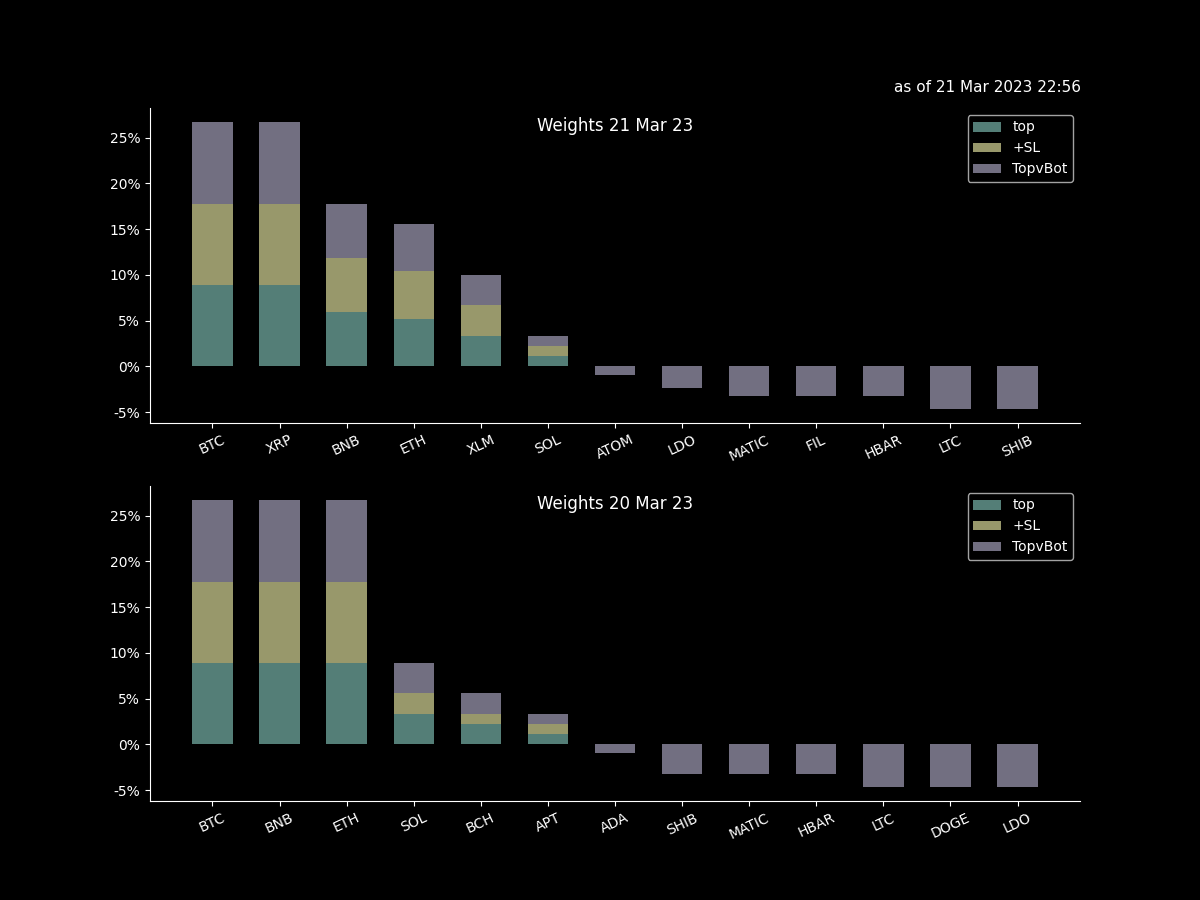 as of 21 Mar 2023 22:56
Weights 21 Mar 23
top
+SL
TopvBot
25%
20%
15%
10%
5%
0%
-5%
BTC XRP BNB ETH XLM SOL ATOM LDO MATIC FIL HBAR LTC SHIB
Weights 20 Mar 23
top
+SL
TopvBot
25%
20%
15%
10%
5%
0%
-5%
BTC BNB ETH SOL BCH APT ADA SHIB MATIC HBAR LTC DOGE LDO